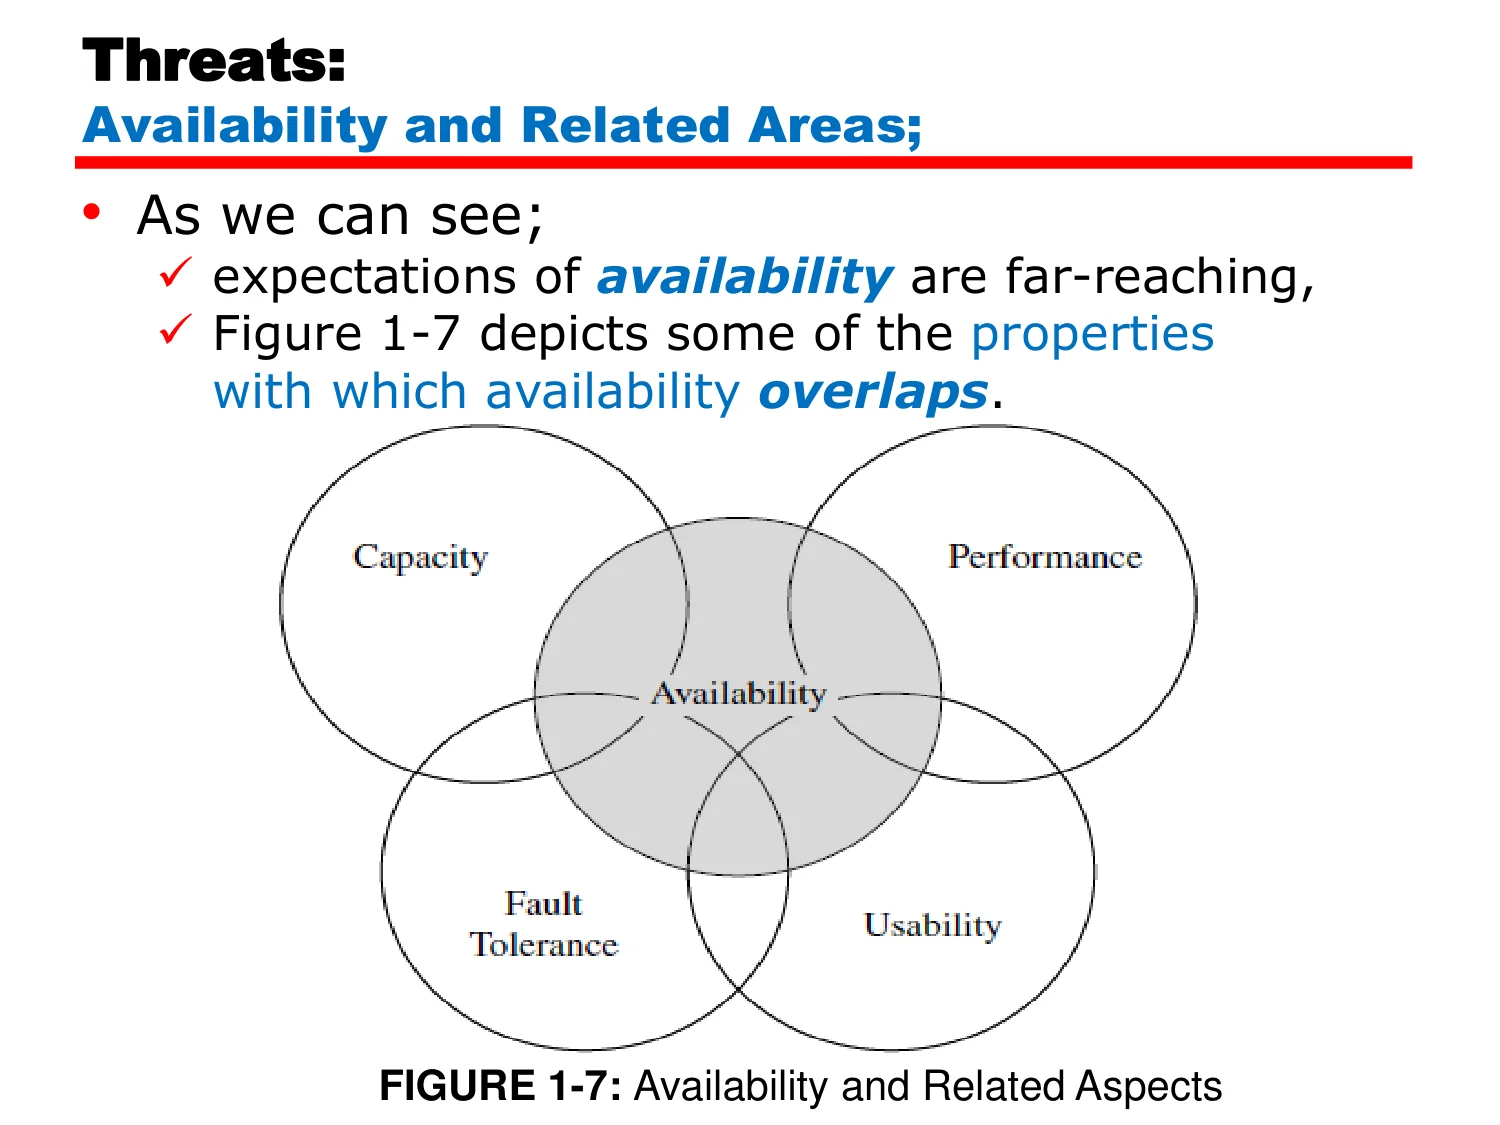 Threats:
Availability and Related Areas;
• As we can see;
✓ expectations of availability are far-reaching,
✓ Figure 1-7 depicts some of the properties
with which availability overlaps.
Capacity
Performance
Availability
Fault
Tolerance
Usability
FIGURE 1-7: Availability and Related Aspects